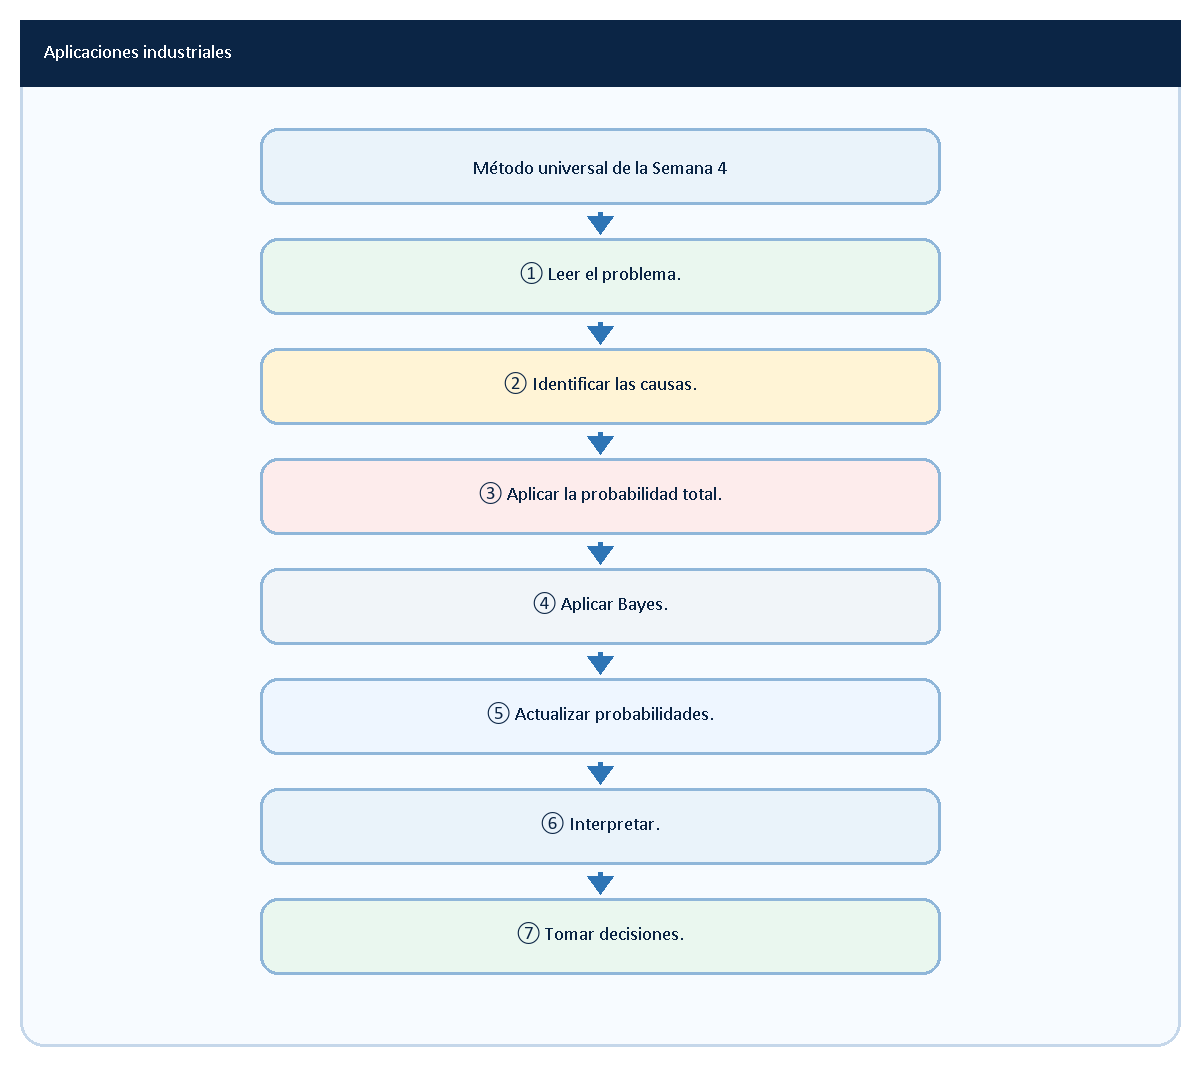 Aplicaciones industriales
Método universal de la Semana 4
① Leer el problema.
② Identificar las causas.
③ Aplicar la probabilidad total.
④ Aplicar Bayes.
⑤ Actualizar probabilidades.
⑥ Interpretar.
⑦ Tomar decisiones.